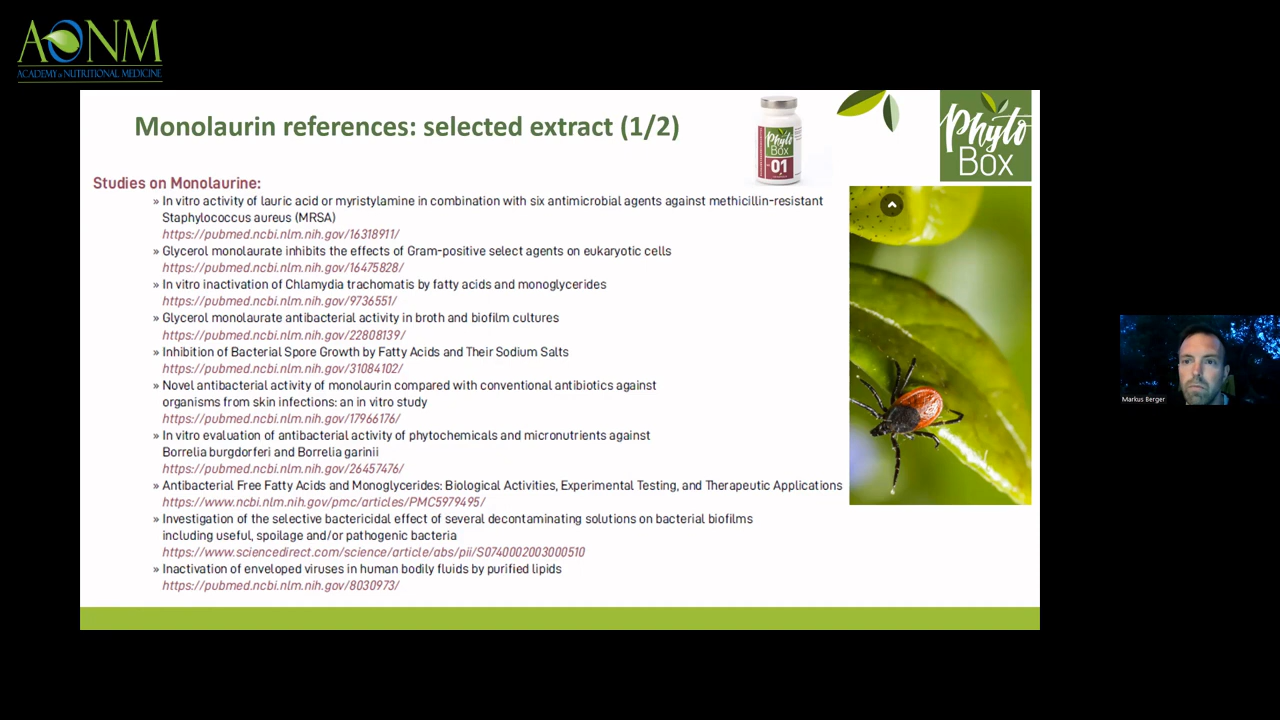 AONM
ACADEMY of NUTRITIONAL MEDICINE
Monolaurin references: selected extract (1/2)
Phyto
Box
01
Phyto
Box
Studies on Monolaurine:
» In vitro activity of lauric acid or myristylamine in combination with six antimicrobial agents against methicillin-resistant
Staphylococcus aureus (MRSA)
https://pubmed.ncbi.nlm.nih.gov/16318911/
» Glycerol monolaurate inhibits the effects of Gram-positive select agents on eukaryotic cells
https://pubmed.ncbi.nlm.nih.gov/16475828/
» In vitro inactivation of Chlamydia trachomatis by fatty acids and monoglycerides
https://pubmed.ncbi.nlm.nih.gov/9736551/
» Glycerol monolaurate antibacterial activity in broth and biofilm cultures
https://pubmed.ncbi.nlm.nih.gov/22808139/
» Inhibition of Bacterial Spore Growth by Fatty Acids and Their Sodium Salts
https://pubmed.ncbi.nlm.nih.gov/31084102/
» Novel antibacterial activity of monolaurin compared with conventional antibiotics against
organisms from skin infections: an in vitro study
https://pubmed.ncbi.nlm.nih.gov/17966176/
» In vitro evaluation of antibacterial activity of phytochemicals and micronutrients against
Borrelia burgdorferi and Borrelia garinii
https://pubmed.ncbi.nlm.nih.gov/26457476/
» Antibacterial Free Fatty Acids and Monoglycerides: Biological Activities, Experimental Testing, and Therapeutic Applications
https://www.ncbi.nlm.nih.gov/pmc/articles/PMC5979495/
» Investigation of the selective bactericidal effect of several decontaminating solutions on bacterial biofilms
including useful, spoilage and/or pathogenic bacteria
https://www.sciencedirect.com/science/article/abs/pii/S0740002003000510
» Inactivation of enveloped viruses in human bodily fluids by purified lipids
https://pubmed.ncbi.nlm.nih.gov/8030973/
Markus Berger